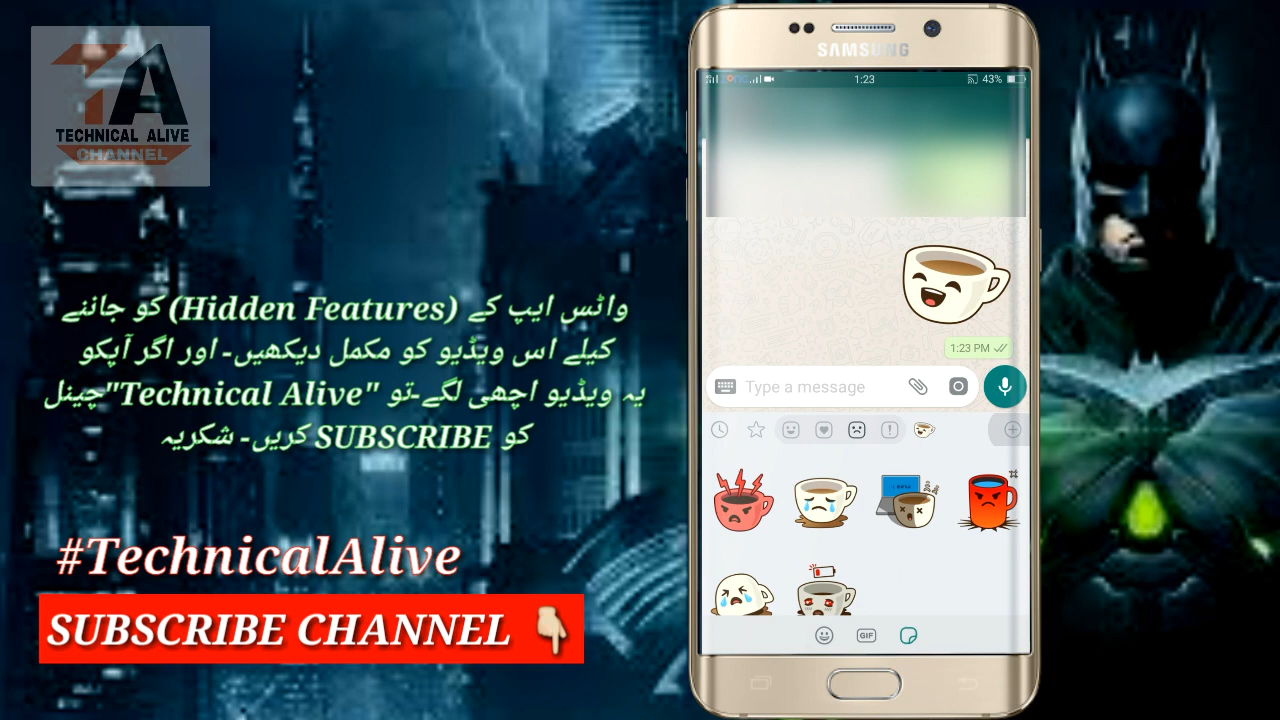 TA
TECHNICAL ALIVE
CHANNEL
واٹس ایپ کے (Hidden Features) کو جاننے
کیلے اس ویڈیو کو مکمل دیکھیں۔ اور اگر آپکو
یہ ویڈیو اچھی لگے۔تو "Technical Alive"چینل
کو SUBSCRIBE کریں۔ شکریہ
#TechnicalAlive
SUBSCRIBE CHANNEL
SAMSUNG
1:23
43%
1:23 PM
Type a message
GIF